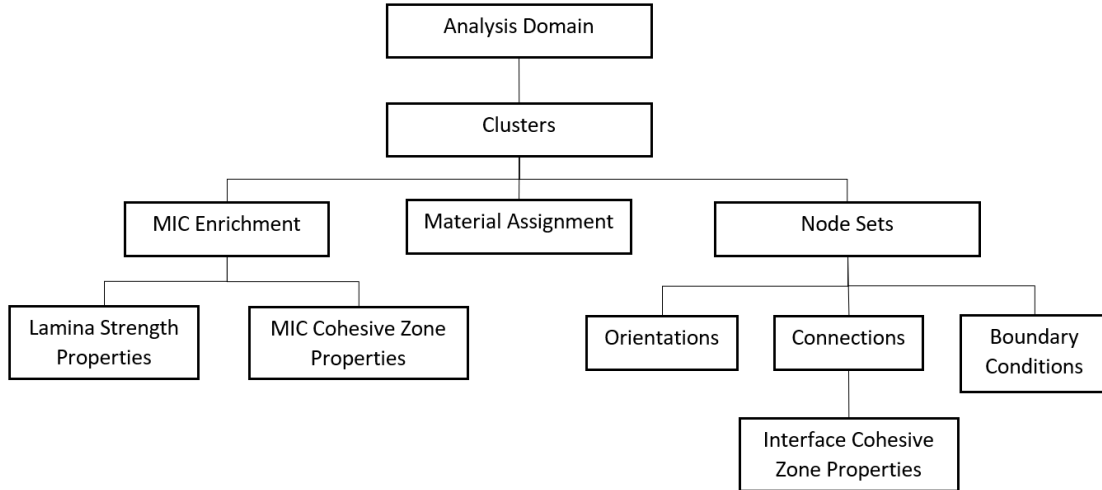 Analysis Domain
Clusters
MIC Enrichment
Material Assignment
Node Sets
Lamina Strength
Properties
MIC Cohesive Zone
Properties
Orientations
Connections
Boundary
Conditions
Interface Cohesive
Zone Properties